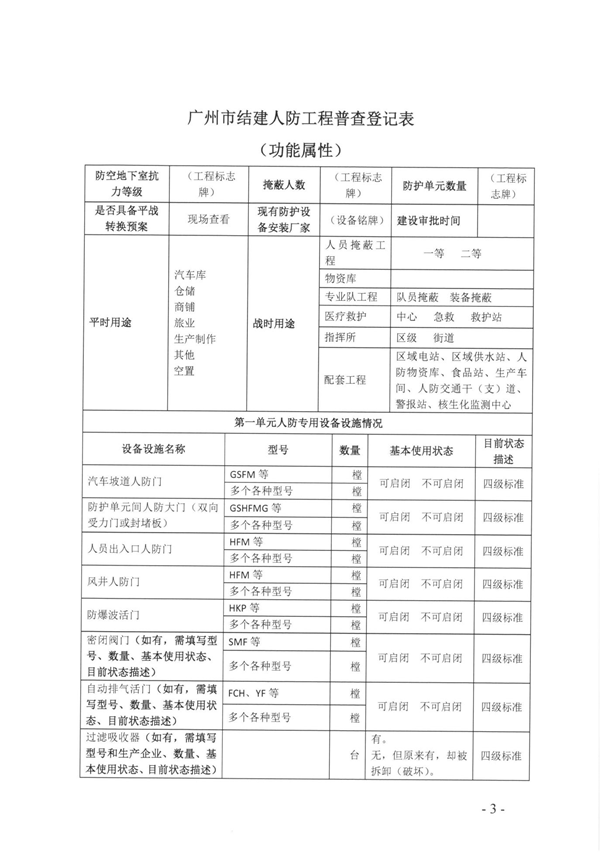 广州市结建人防工程普查登记表
（功能属性）
防空地下室抗
力等级
（工程标志
牌）
掩蔽人数
（工程标志
牌）
防护单元数量
（工程标志
牌）
是否具备平战
转换预案
现场查看
现有防护设
备安装厂家
（设备铭牌）
建设审批时间
平时用途
汽车库
仓储
商铺
旅业
生产制作
其他
空置
战时用途
人员掩蔽工
程
一等 二等
物资库
专业队工程
队员掩蔽 装备掩蔽
医疗救护
中心 急救 救护站
指挥所
区级 街道
配套工程
区域电站、区域供水站、人
防物资库、食品站、生产车
间、人防交通干（支）道、
警报站、核生化监测中心
第一单元人防专用设备设施情况
设备设施名称
型号
数量
基本使用状态
目前状态
描述
汽车坡道人防门
GSFM 等
樘
多个各种型号
樘
可启闭 不可启闭
四级标准
防护单元间人防大门（双向
受力门或封堵板）
GSHFMG 等
樘
多个各种型号
樘
可启闭 不可启闭
四级标准
人员出入口人防门
HFM 等
樘
多个各种型号
樘
可启闭 不可启闭
四级标准
风井人防门
HFM 等
樘
多个各种型号
樘
可启闭 不可启闭
四级标准
防爆波活门
HKP 等
樘
多个各种型号
樘
可启闭 不可启闭
四级标准
密闭阀门（如有，需填写型
号、数量、基本使用状态、
目前状态描述）
SMF 等
樘
多个各种型号
樘
可启闭 不可启闭
四级标准
自动排气活门（如有，需填
写型号、数量、基本使用状
态、目前状态描述）
FCH、YF 等
樘
多个各种型号
樘
可启闭 不可启闭
四级标准
过滤吸收器（如有，需填写
型号和生产企业、数量、基
本使用状态、目前状态描述）
台
有。
无，但原来有，却被
拆卸（破坏）。
四级标准
- 3 -